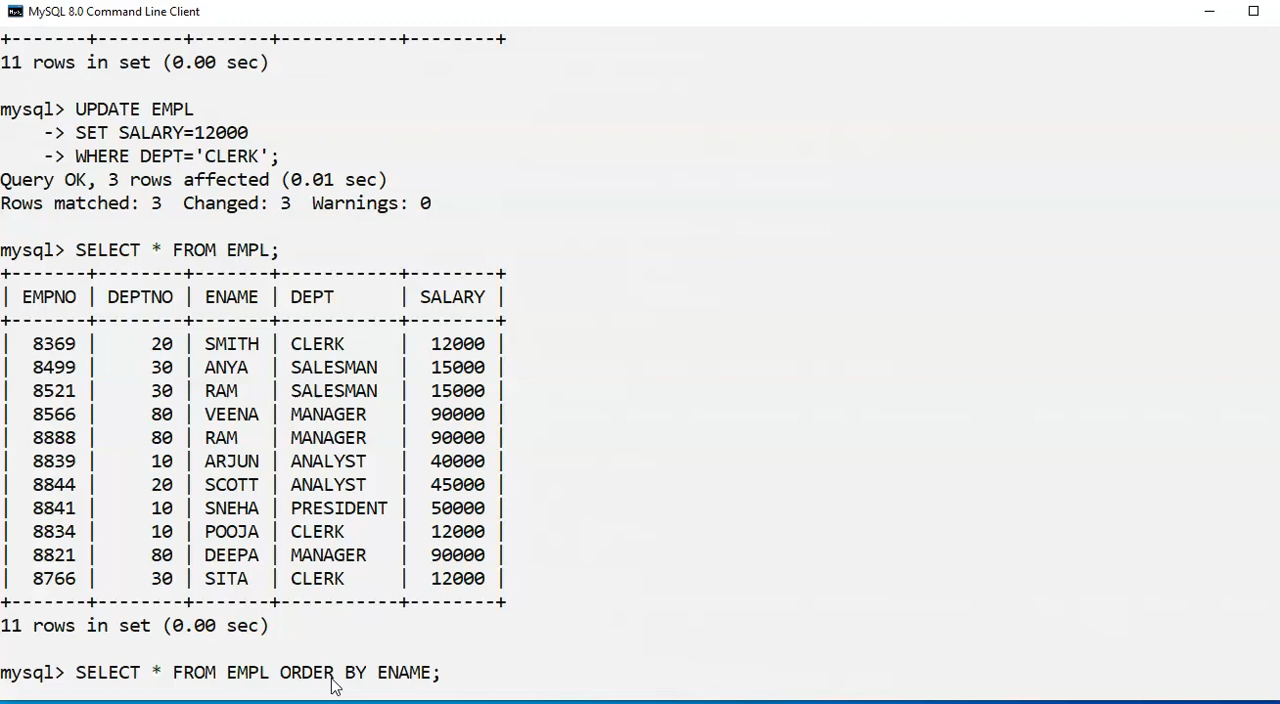 MySQL 8.0 Command Line Client
+-------+--------+-------+-----------+--------+
11 rows in set (0.00 sec)
mysql> UPDATE EMPL
    -> SET SALARY=12000
    -> WHERE DEPT='CLERK';
Query OK, 3 rows affected (0.01 sec)
Rows matched: 3  Changed: 3  Warnings: 0
mysql> SELECT * FROM EMPL;
+-------+--------+-------+-----------+--------+
| EMPNO | DEPTNO | ENAME | DEPT      | SALARY |
+-------+--------+-------+-----------+--------+
|  8369 |     20 | SMITH | CLERK     |  12000 |
|  8499 |     30 | ANYA  | SALESMAN  |  15000 |
|  8521 |     30 | RAM   | SALESMAN  |  15000 |
|  8566 |     80 | VEENA | MANAGER   |  90000 |
|  8888 |     80 | RAM   | MANAGER   |  90000 |
|  8839 |     10 | ARJUN | ANALYST   |  40000 |
|  8844 |     20 | SCOTT | ANALYST   |  45000 |
|  8841 |     10 | SNEHA | PRESIDENT |  50000 |
|  8834 |     10 | POOJA | CLERK     |  12000 |
|  8821 |     80 | DEEPA | MANAGER   |  90000 |
|  8766 |     30 | SITA  | CLERK     |  12000 |
+-------+--------+-------+-----------+--------+
11 rows in set (0.00 sec)
mysql> SELECT * FROM EMPL ORDER BY ENAME;